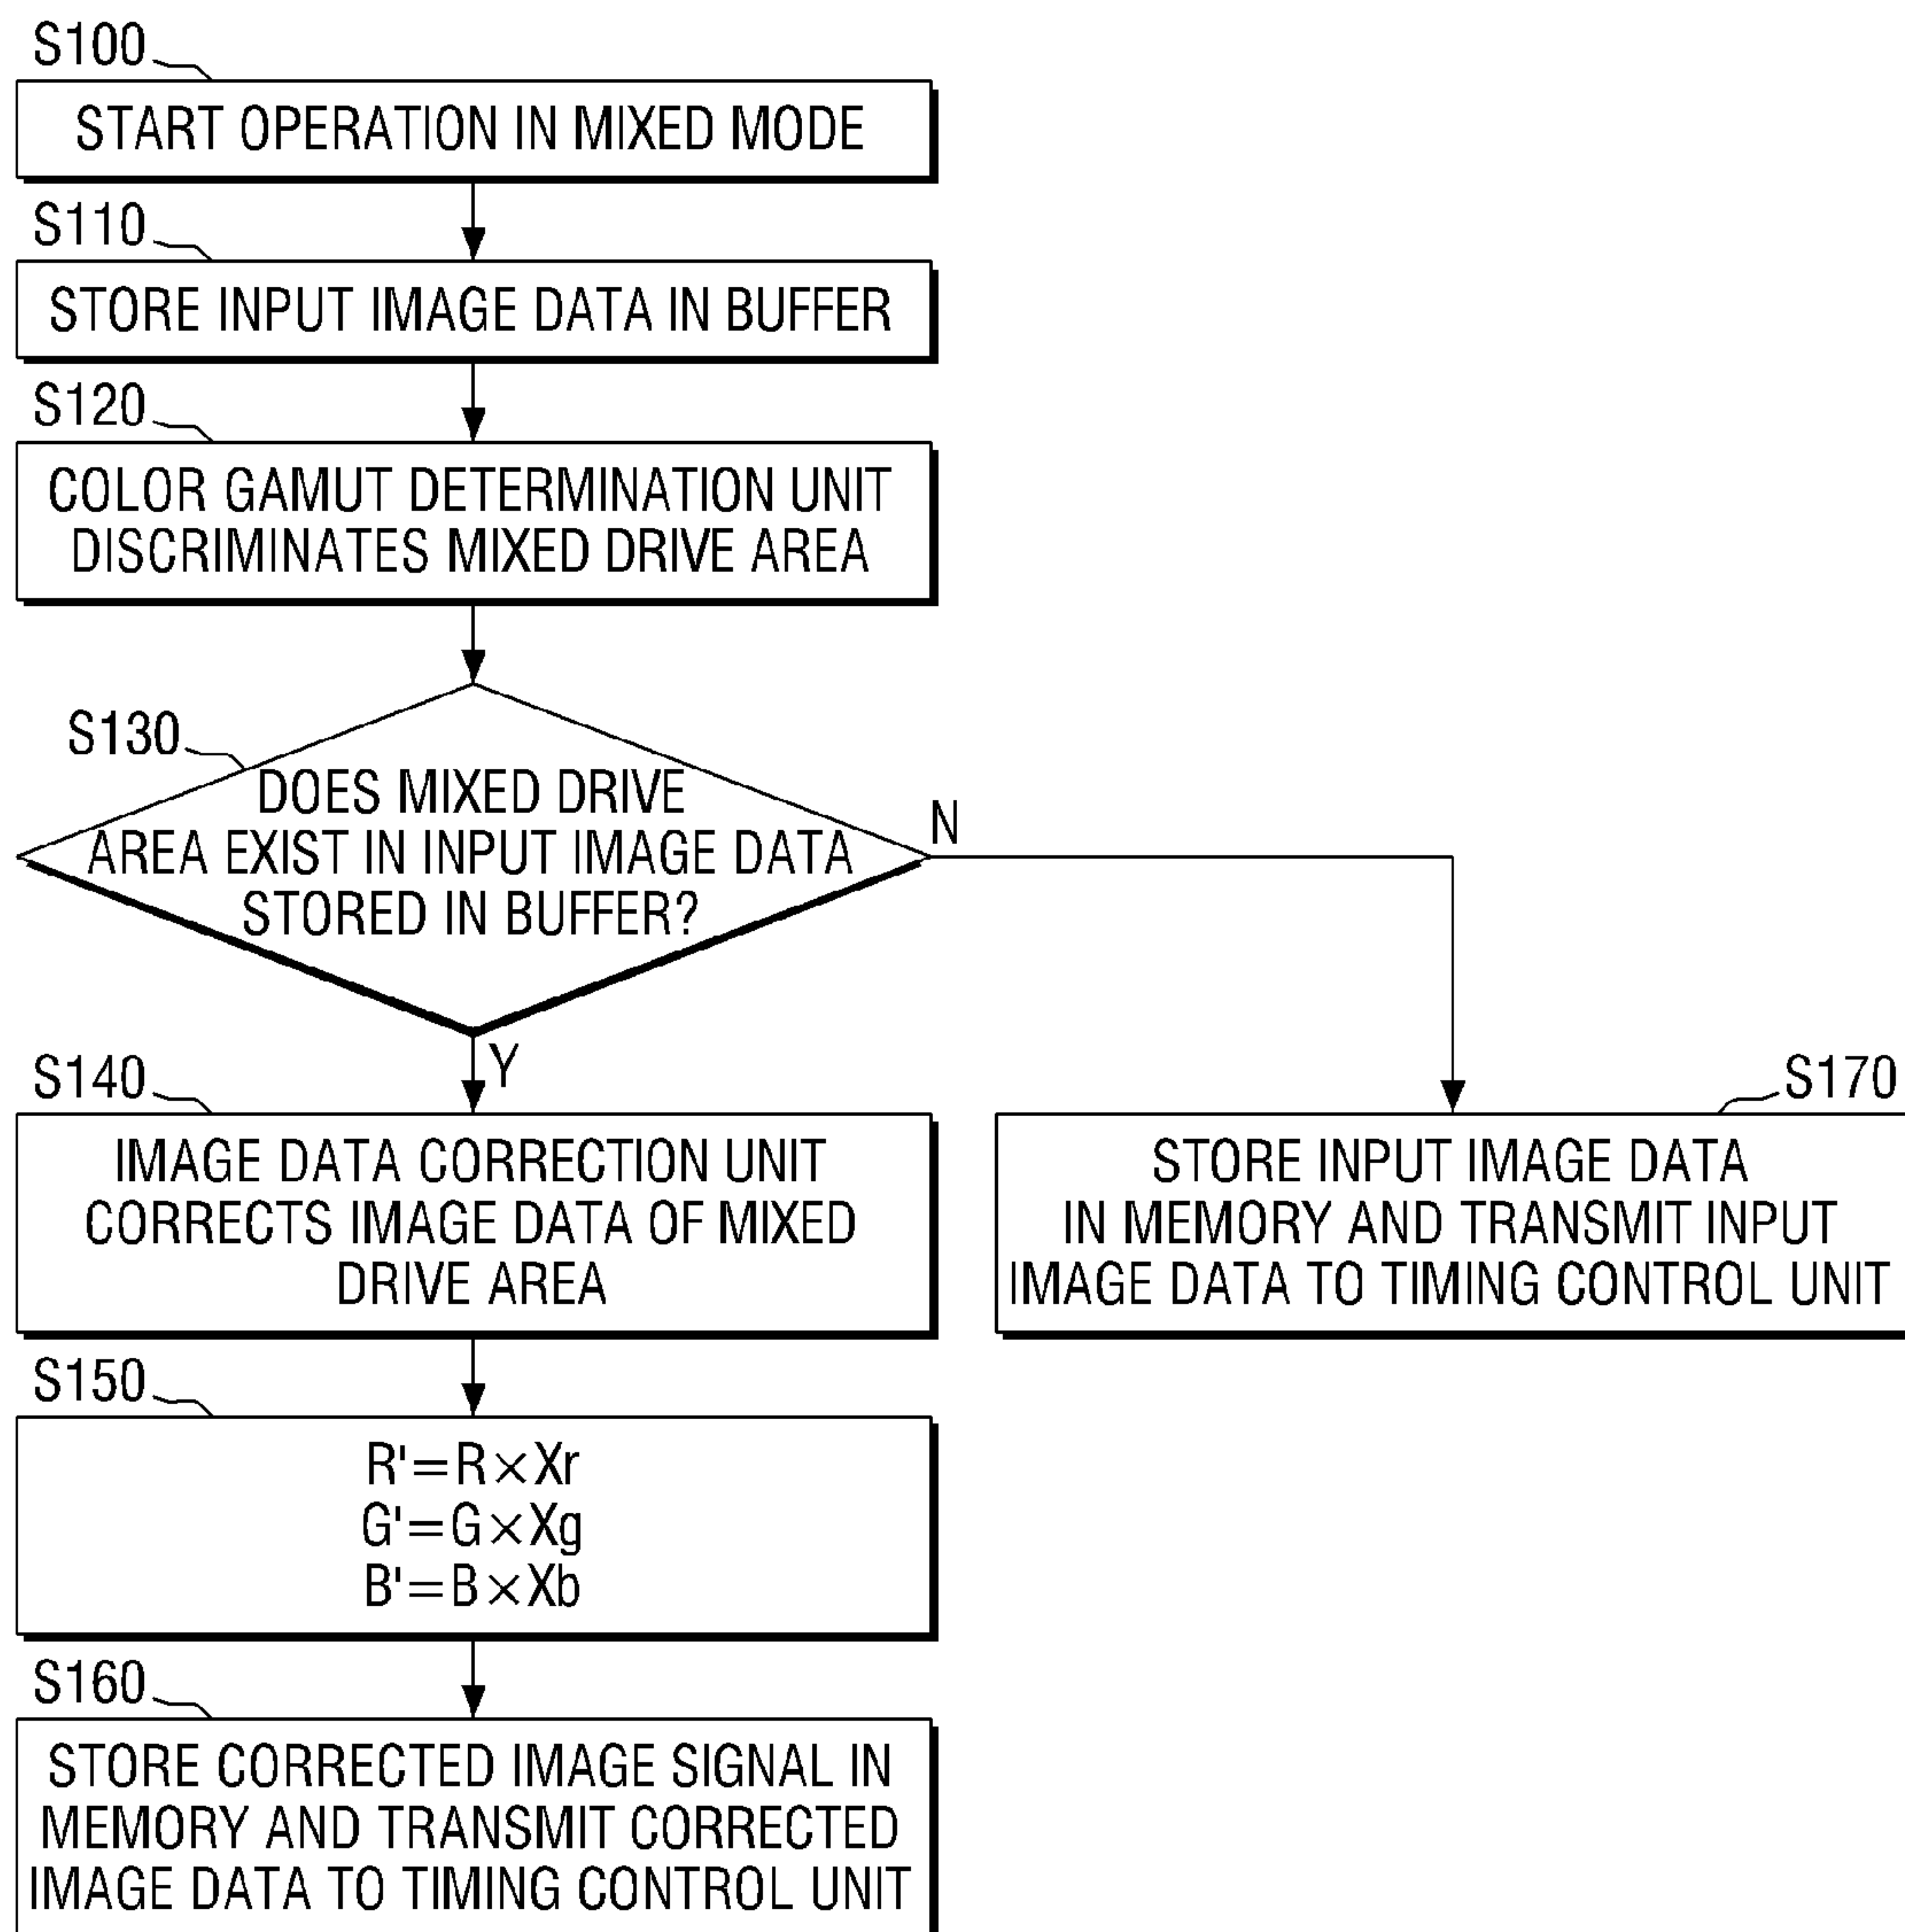 S100
START OPERATION IN MIXED MODE
S110
STORE INPUT IMAGE DATA IN BUFFER
S120
COLOR GAMUT DETERMINATION UNIT
DISCRIMINATES MIXED DRIVE AREA
S130
DOES MIXED DRIVE
AREA EXIST IN INPUT IMAGE DATA
STORED IN BUFFER?
N
Y
S140
IMAGE DATA CORRECTION UNIT
CORRECTS IMAGE DATA OF MIXED
DRIVE AREA
S170
STORE INPUT IMAGE DATA
IN MEMORY AND TRANSMIT INPUT
IMAGE DATA TO TIMING CONTROL UNIT
S150
R'=R×Xr
G'=G×Xg
B'=B×Xb
S160
STORE CORRECTED IMAGE SIGNAL IN
MEMORY AND TRANSMIT CORRECTED
IMAGE DATA TO TIMING CONTROL UNIT